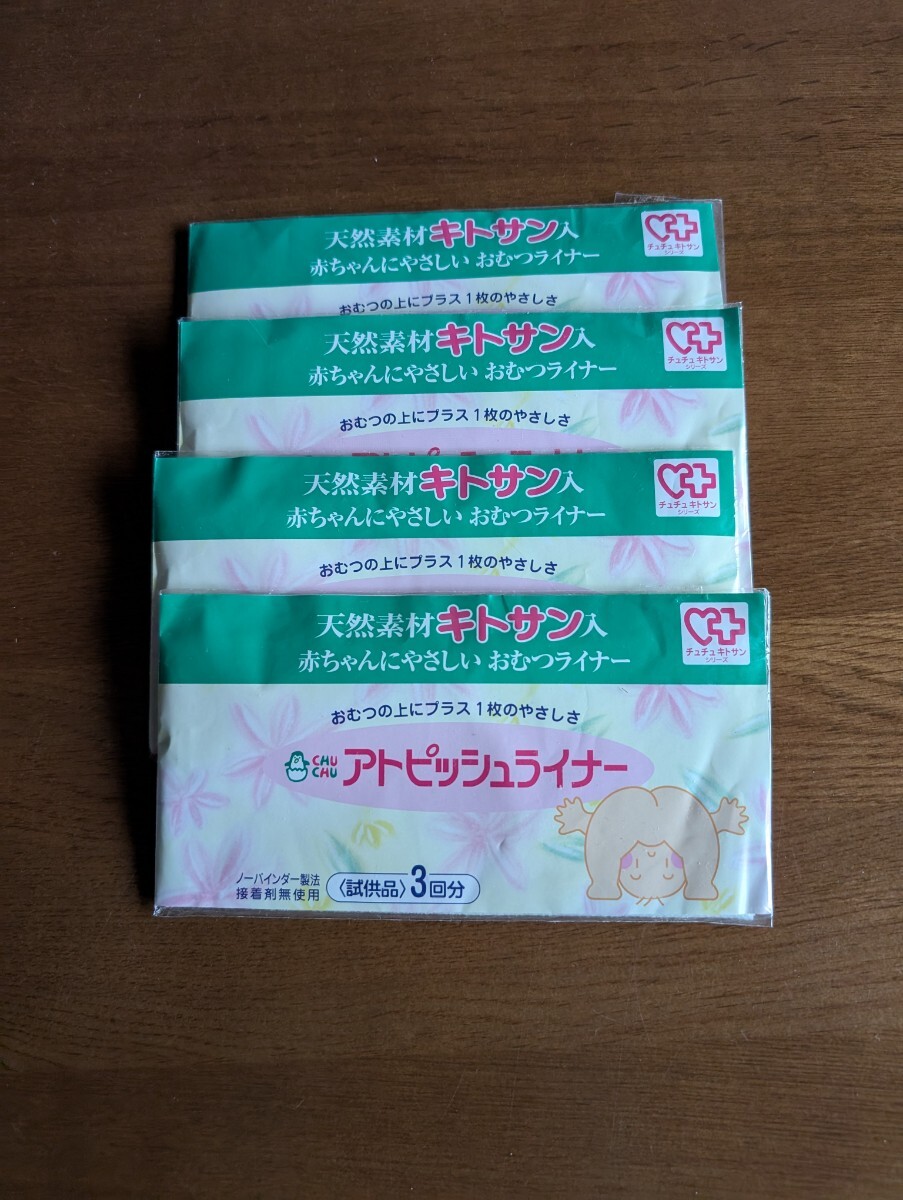 天然素材キトサン入
赤ちゃんにやさしい おむつライナー
チュチュ キトサン
シリーズ
おむつの上にプラス1枚のやさしさ
天然素材キトサン入
赤ちゃんにやさしい おむつライナー
チュチュ キトサン
シリーズ
おむつの上にプラス1枚のやさしさ
アトピッシュライナー
天然素材キトサン入
赤ちゃんにやさしい おむつライナー
チュチュ キトサン
シリーズ
おむつの上にプラス1枚のやさしさ
天然素材キトサン入
赤ちゃんにやさしい おむつライナー
チュチュ キトサン
シリーズ
おむつの上にプラス1枚のやさしさ
CHU
CHU
アトピッシュライナー
ノーバインダー製法
接着剤無使用
〈試供品〉3回分